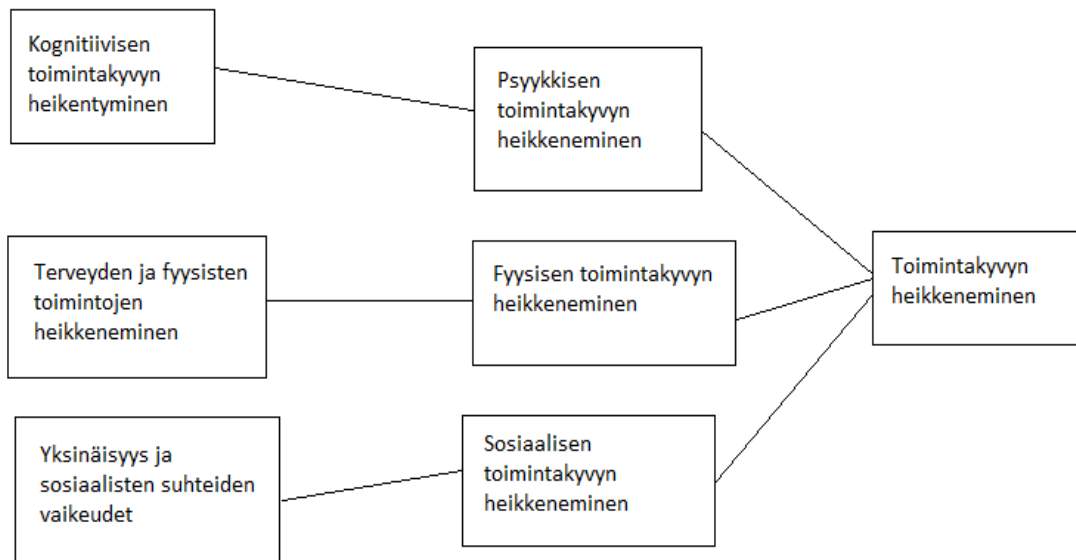 Kognitiivisen
toimintakyvyn
heikentyminen
Psyykkisen
toimintakyvyn
heikkeneminen
Terveyden ja fyysisten
toimintojen
heikkeneminen
Fyysisen toimintakyvyn
heikkeneminen
Toimintakyvyn
heikkeneminen
Yksinäisyys ja
sosiaalisten suhteiden
vaikeudet
Sosiaalisen
toimintakyvyn
heikkeneminen